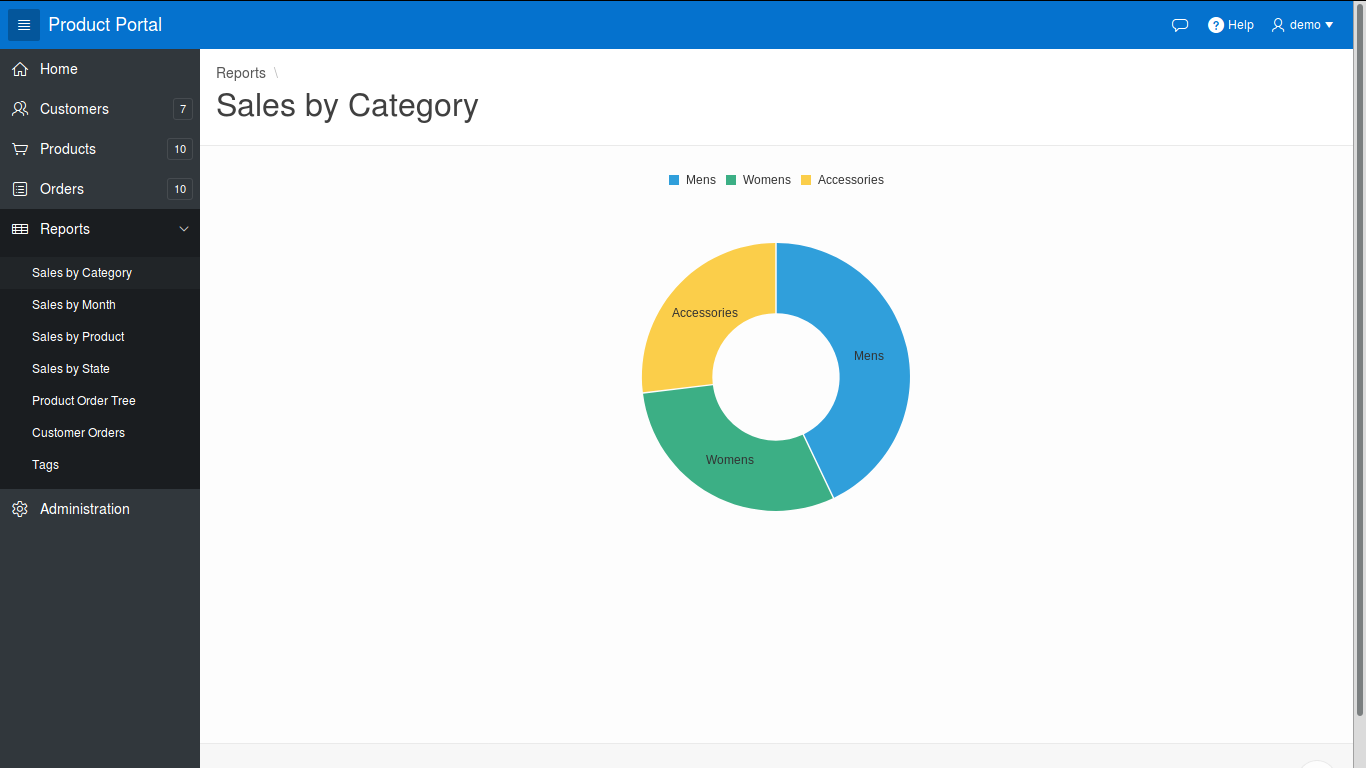 Product Portal
Help
demo
Home
Customers 7
Products 10
Orders 10
Reports
Sales by Category
Sales by Month
Sales by Product
Sales by State
Product Order Tree
Customer Orders
Tags
Administration
Reports \
Sales by Category
Mens Womens Accessories
Accessories
Mens
Womens